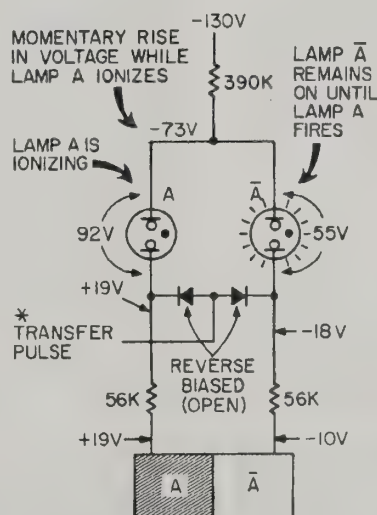 -130V
MOMENTARY RISE
IN VOLTAGE WHILE
LAMP A IONIZES
390K
LAMP A̅
REMAINS
ON UNTIL
LAMP A
FIRES
-73V
LAMP A IS
IONIZING
A
A̅
92V
-55V
+19V
*
TRANSFER
PULSE
-18V
REVERSE
BIASED
(OPEN)
56K
56K
+19V
-10V
A
A̅